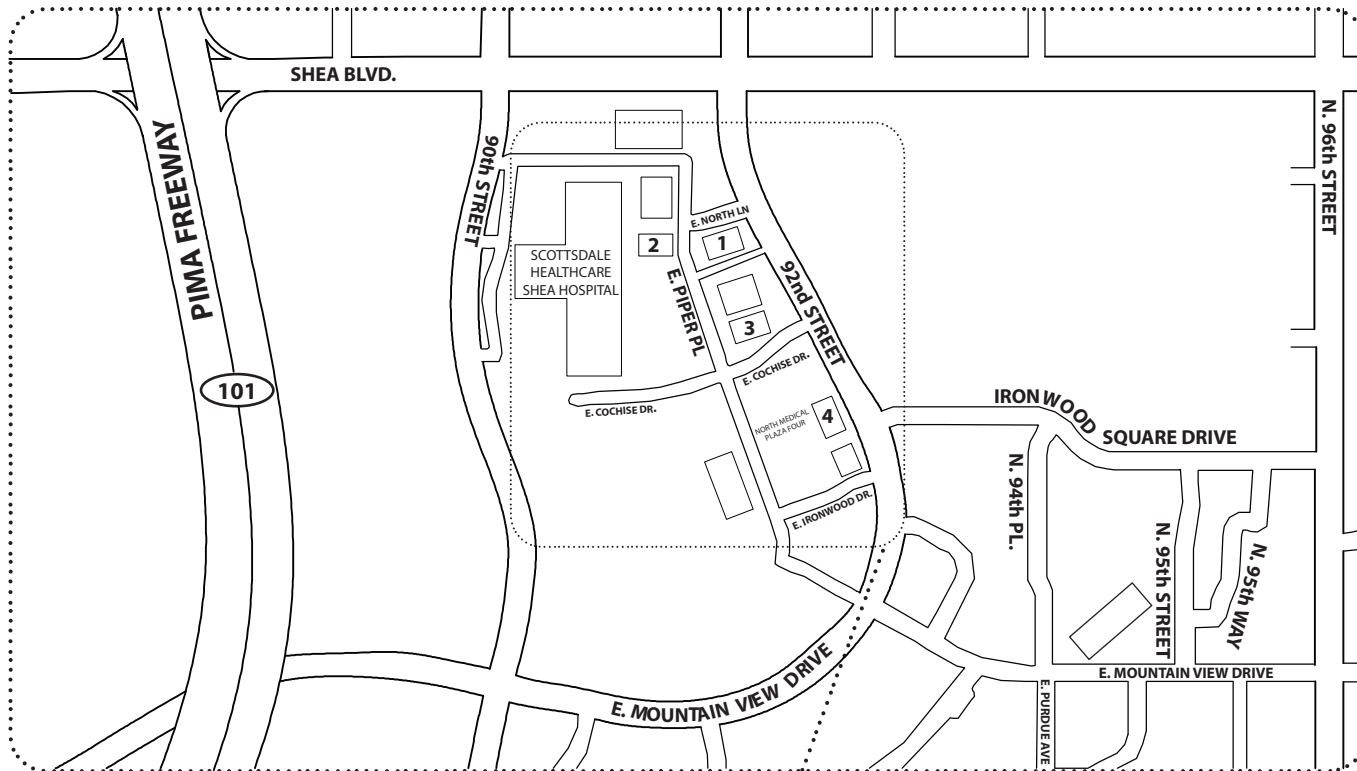 SHEA BLVD.
PIMA FREEWAY
101
90th STREET
N. 96th STREET
E. NORTH LN
1
2
SCOTTSDALE
HEALTHCARE
SHEA HOSPITAL
E. PIPER PL
92nd STREET
3
E. COCHISE DR.
E. COCHISE DR.
4
NORTH MEDICAL
PLAZA FOUR
IRONWOOD
SQUARE DRIVE
N. 94th PL.
E. IRONWOOD DR.
N. 95th STREET
N. 95th WAY
E. MOUNTAIN VIEW DRIVE
E. MOUNTAIN VIEW DRIVE
E. PURDUE AVE